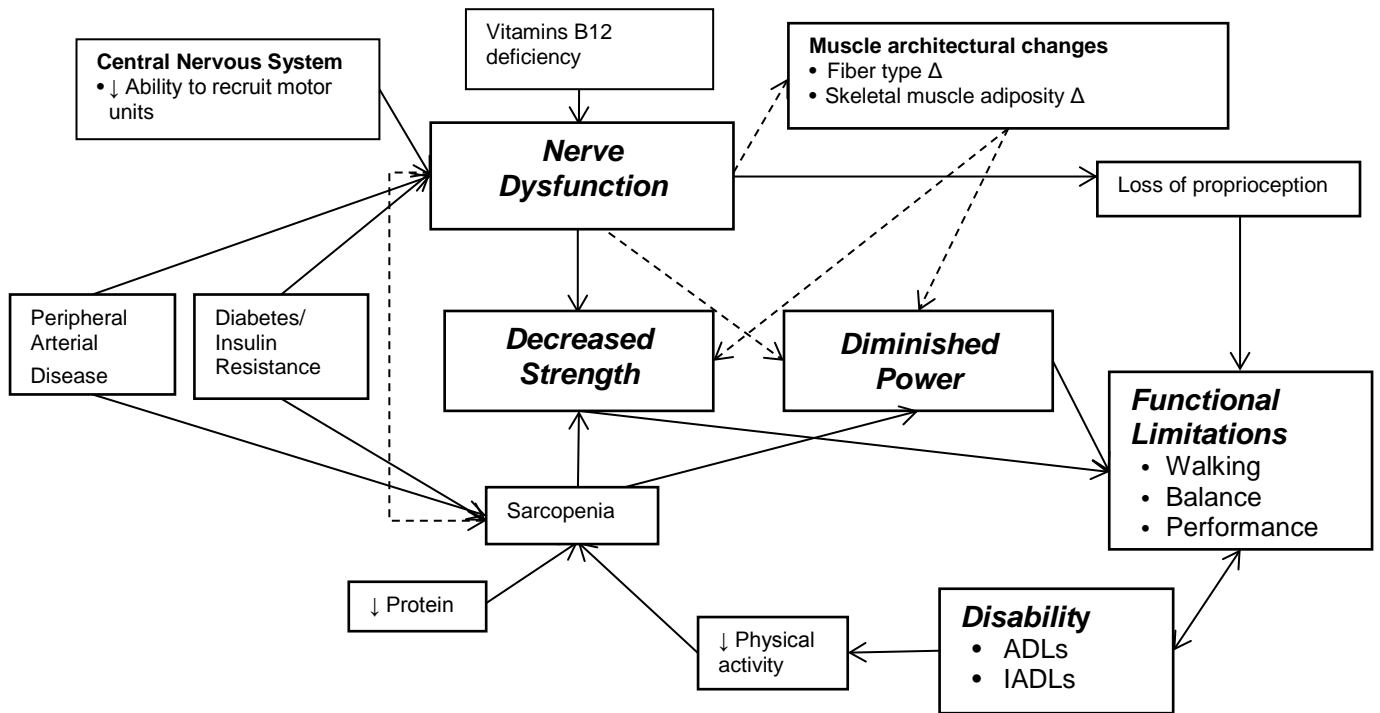 Central Nervous System
• ↓ Ability to recruit motor
units
Vitamins B12
deficiency
Muscle architectural changes
• Fiber type Δ
• Skeletal muscle adiposity Δ
Nerve
Dysfunction
Loss of proprioception
Peripheral
Arterial
Disease
Diabetes/
Insulin
Resistance
Decreased
Strength
Diminished
Power
Functional
Limitations
• Walking
• Balance
• Performance
Sarcopenia
↓ Protein
↓ Physical
activity
Disability
• ADLs
• IADLs